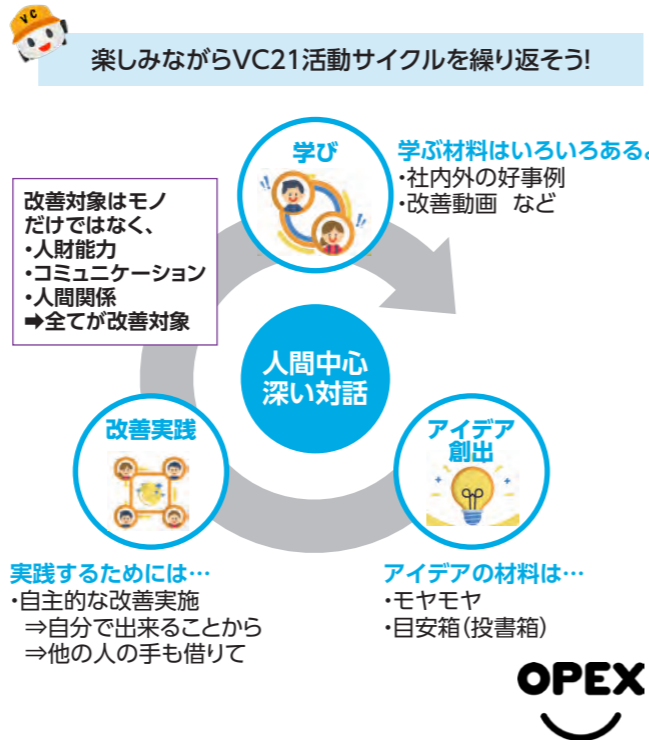 VC
楽しみながらVC21活動サイクルを繰り返そう!
学び
学ぶ材料はいろいろあるよ
・社内外の好事例
・改善動画 など
改善対象はモノ
だけではなく、
・人財能力
・コミュニケーション
・人間関係
➡全てが改善対象
人間中心
深い対話
改善実践
アイデア
創出
実践するためには…
・自主的な改善実施
⇒自分で出来ることから
⇒他の人の手も借りて
アイデアの材料は…
・モヤモヤ
・目安箱(投書箱)
OPEX